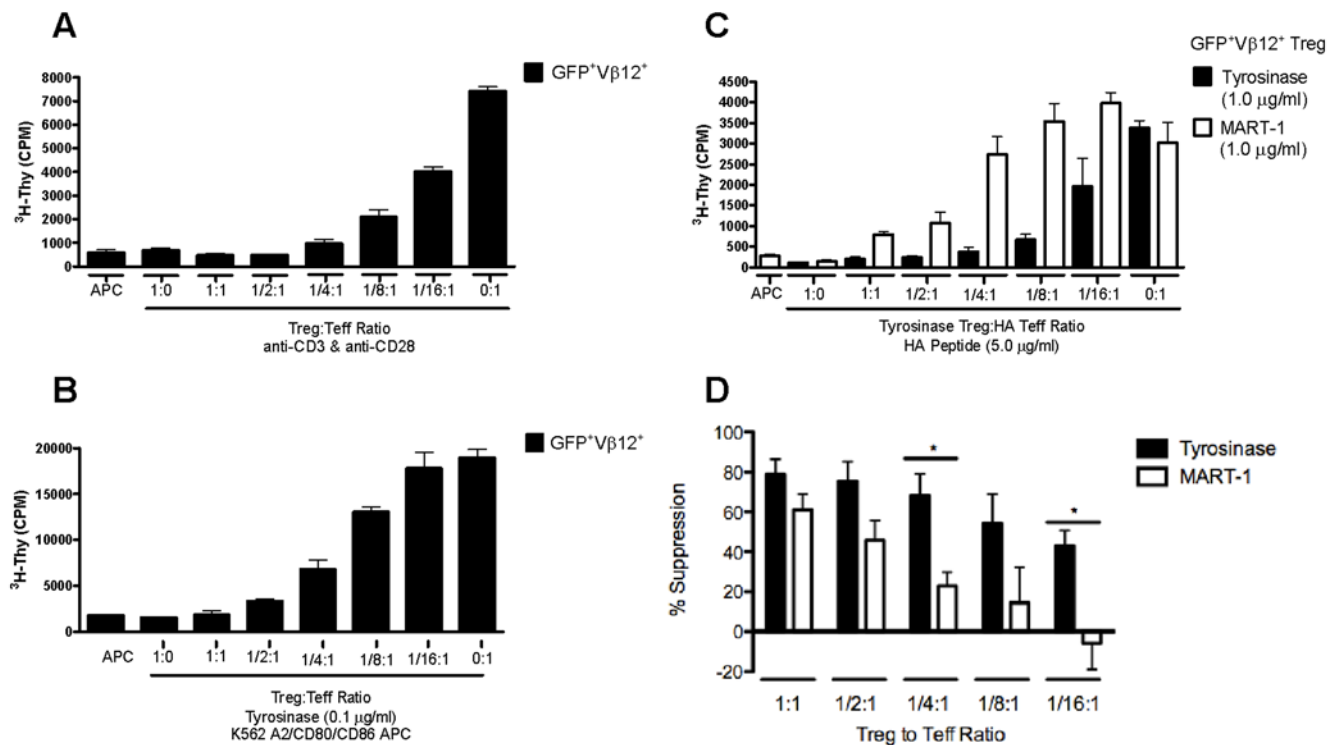 A
GFP⁺Vβ12⁺
8000
7000
6000
5000
4000
3000
2000
1000
0
³H-Thy (CPM)
APC 1:0 1:1 1/2:1 1/4:1 1/8:1 1/16:1 0:1
Treg:Teff Ratio
anti-CD3 & anti-CD28
B
GFP⁺Vβ12⁺
20000
15000
10000
5000
0
³H-Thy (CPM)
APC 1:0 1:1 1/2:1 1/4:1 1/8:1 1/16:1 0:1
Treg:Teff Ratio
Tyrosinase (0.1 μg/ml)
K562 A2/CD80/CD86 APC
C
GFP⁺Vβ12⁺ Treg
Tyrosinase
(1.0 μg/ml)
MART-1
(1.0 μg/ml)
4500
4000
3500
3000
2500
2000
1500
1000
500
0
³H-Thy (CPM)
APC 1:0 1:1 1/2:1 1/4:1 1/8:1 1/16:1 0:1
Tyrosinase Treg:HA Teff Ratio
HA Peptide (5.0 μg/ml)
D
Tyrosinase
MART-1
100
80
60
40
20
0
-20
% Suppression
*
*
1:1 1/2:1 1/4:1 1/8:1 1/16:1
Treg to Teff Ratio